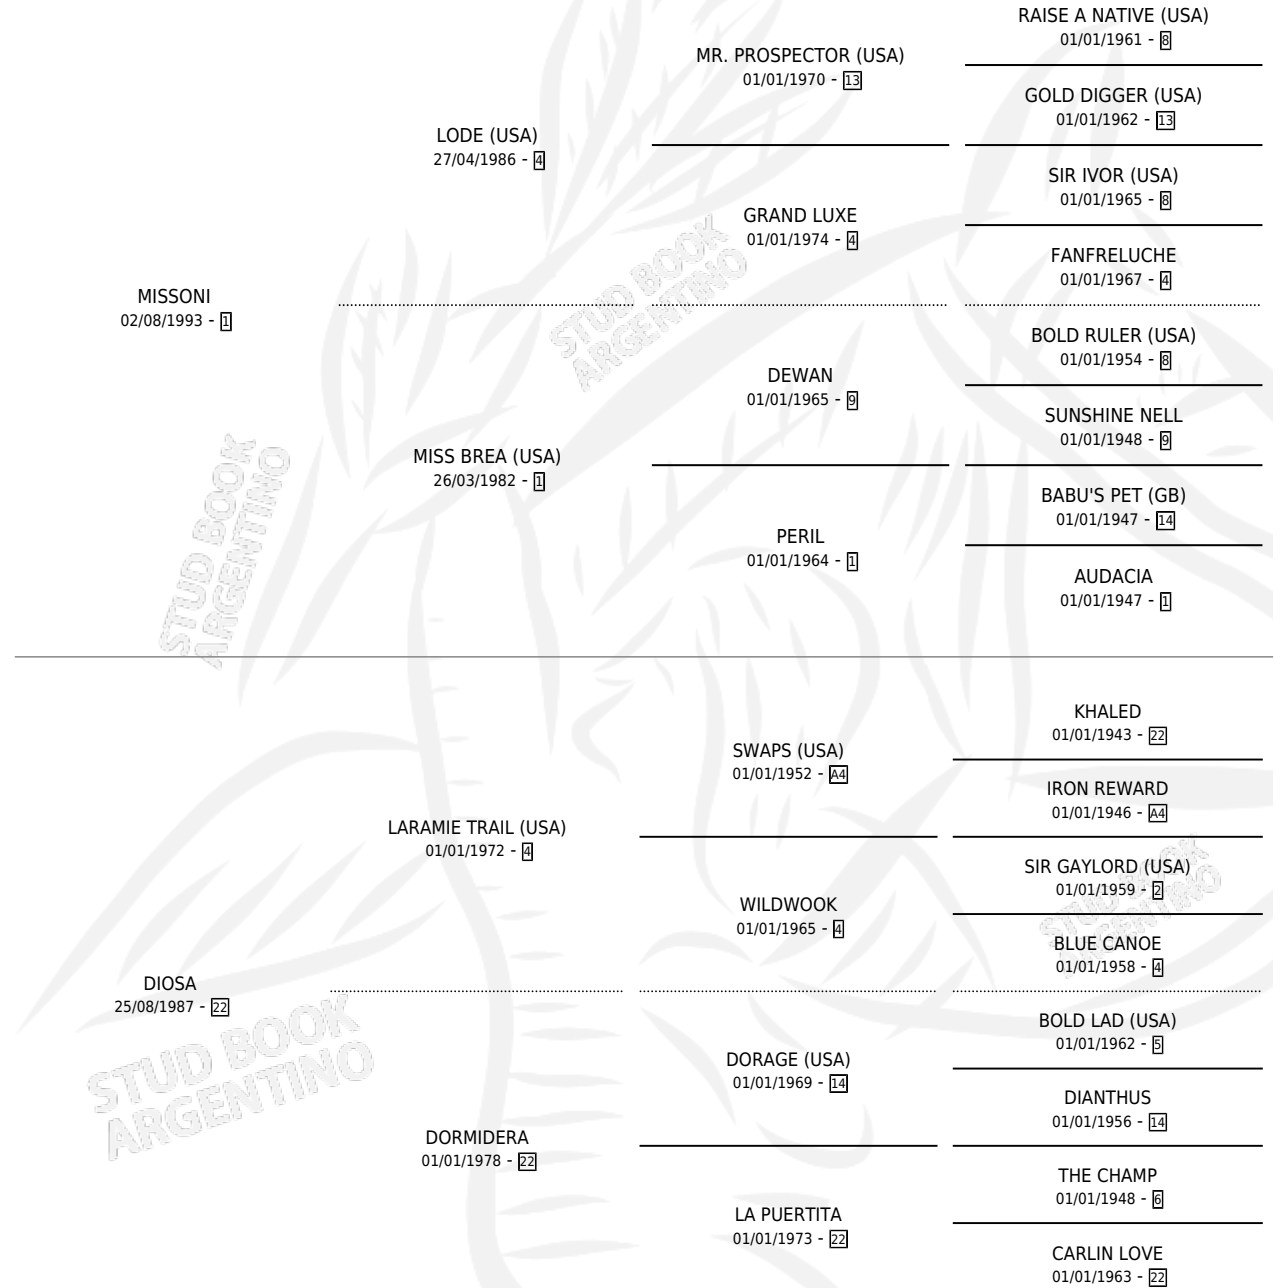 RAISE A NATIVE (USA)
01/01/1961 - 8
MR. PROSPECTOR (USA)
01/01/1970 - 13
GOLD DIGGER (USA)
01/01/1962 - 13
LODE (USA)
27/04/1986 - 4
SIR IVOR (USA)
01/01/1965 - 8
GRAND LUXE
01/01/1974 - 4
FANFRELUCHE
01/01/1967 - 4
MISSONI
02/08/1993 - 1
BOLD RULER (USA)
01/01/1954 - 8
DEWAN
01/01/1965 - 9
SUNSHINE NELL
01/01/1948 - 9
MISS BREA (USA)
26/03/1982 - 1
BABU'S PET (GB)
01/01/1947 - 14
PERIL
01/01/1964 - 1
AUDACIA
01/01/1947 - 1
KHALED
01/01/1943 - 22
SWAPS (USA)
01/01/1952 - A4
IRON REWARD
01/01/1946 - A4
LARAMIE TRAIL (USA)
01/01/1972 - 4
SIR GAYLORD (USA)
01/01/1959 - 2
WILDWOOK
01/01/1965 - 4
BLUE CANOE
01/01/1958 - 4
DIOSA
25/08/1987 - 22
BOLD LAD (USA)
01/01/1962 - 5
DORAGE (USA)
01/01/1969 - 14
DIANTHUS
01/01/1956 - 14
DORMIDERA
01/01/1978 - 22
THE CHAMP
01/01/1948 - 6
LA PUERTITA
01/01/1973 - 22
CARLIN LOVE
01/01/1963 - 22
STUD BOOK
ARGENTINO
STUD BOOK
ARGENTINO
STUD BOOK
ARGENTINO
STUD BOOK
ARGENTINO